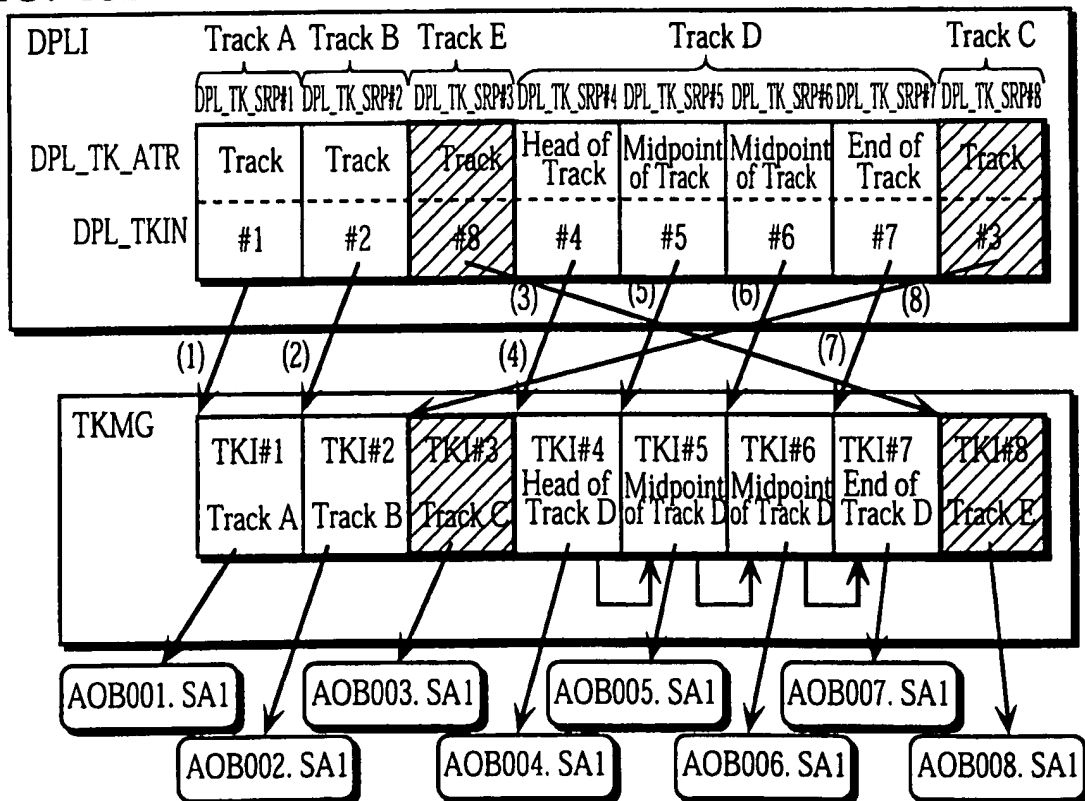 DPLI
Track A Track B Track E Track D Track C
DPL_TK_SRP#1 DPL_TK_SRP#2 DPL_TK_SRP#3 DPL_TK_SRP#4 DPL_TK_SRP#5 DPL_TK_SRP#6 DPL_TK_SRP#7 DPL_TK_SRP#8
DPL_TK_ATR
Track
Track
Track
Head of
Track
Midpoint
of Track
Midpoint
of Track
End of
Track
Track
DPL_TKIN
#1 #2 #8 #4 #5 #6 #7 #3
(3) (5) (6) (8)
(1) (2) (4) (7)
TKMG
TKI#1
Track A
TKI#2
Track B
TKI#3
Track C
TKI#4
Head of
Track D
TKI#5
Midpoint
of Track D
TKI#6
Midpoint
of Track D
TKI#7
End of
Track D
TKI#8
Track E
AOB001. SA1 AOB003. SA1 AOB005. SA1 AOB007. SA1
AOB002. SA1 AOB004. SA1 AOB006. SA1 AOB008. SA1